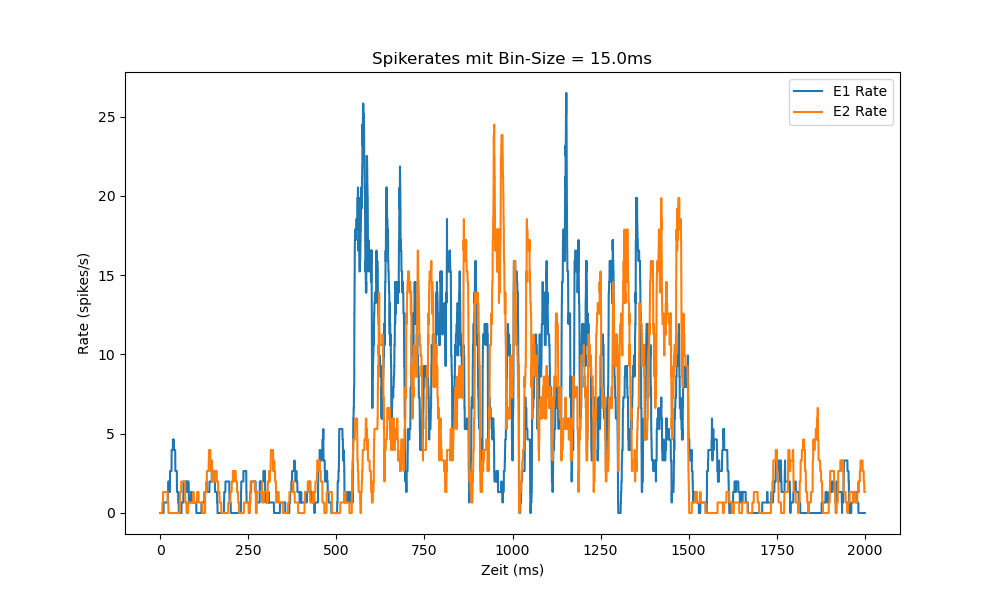 Spikerates mit Bin-Size = 15.0ms
E1 Rate
E2 Rate
Rate (spikes/s)
25
20
15
10
5
0
0 250 500 750 1000 1250 1500 1750 2000
Zeit (ms)